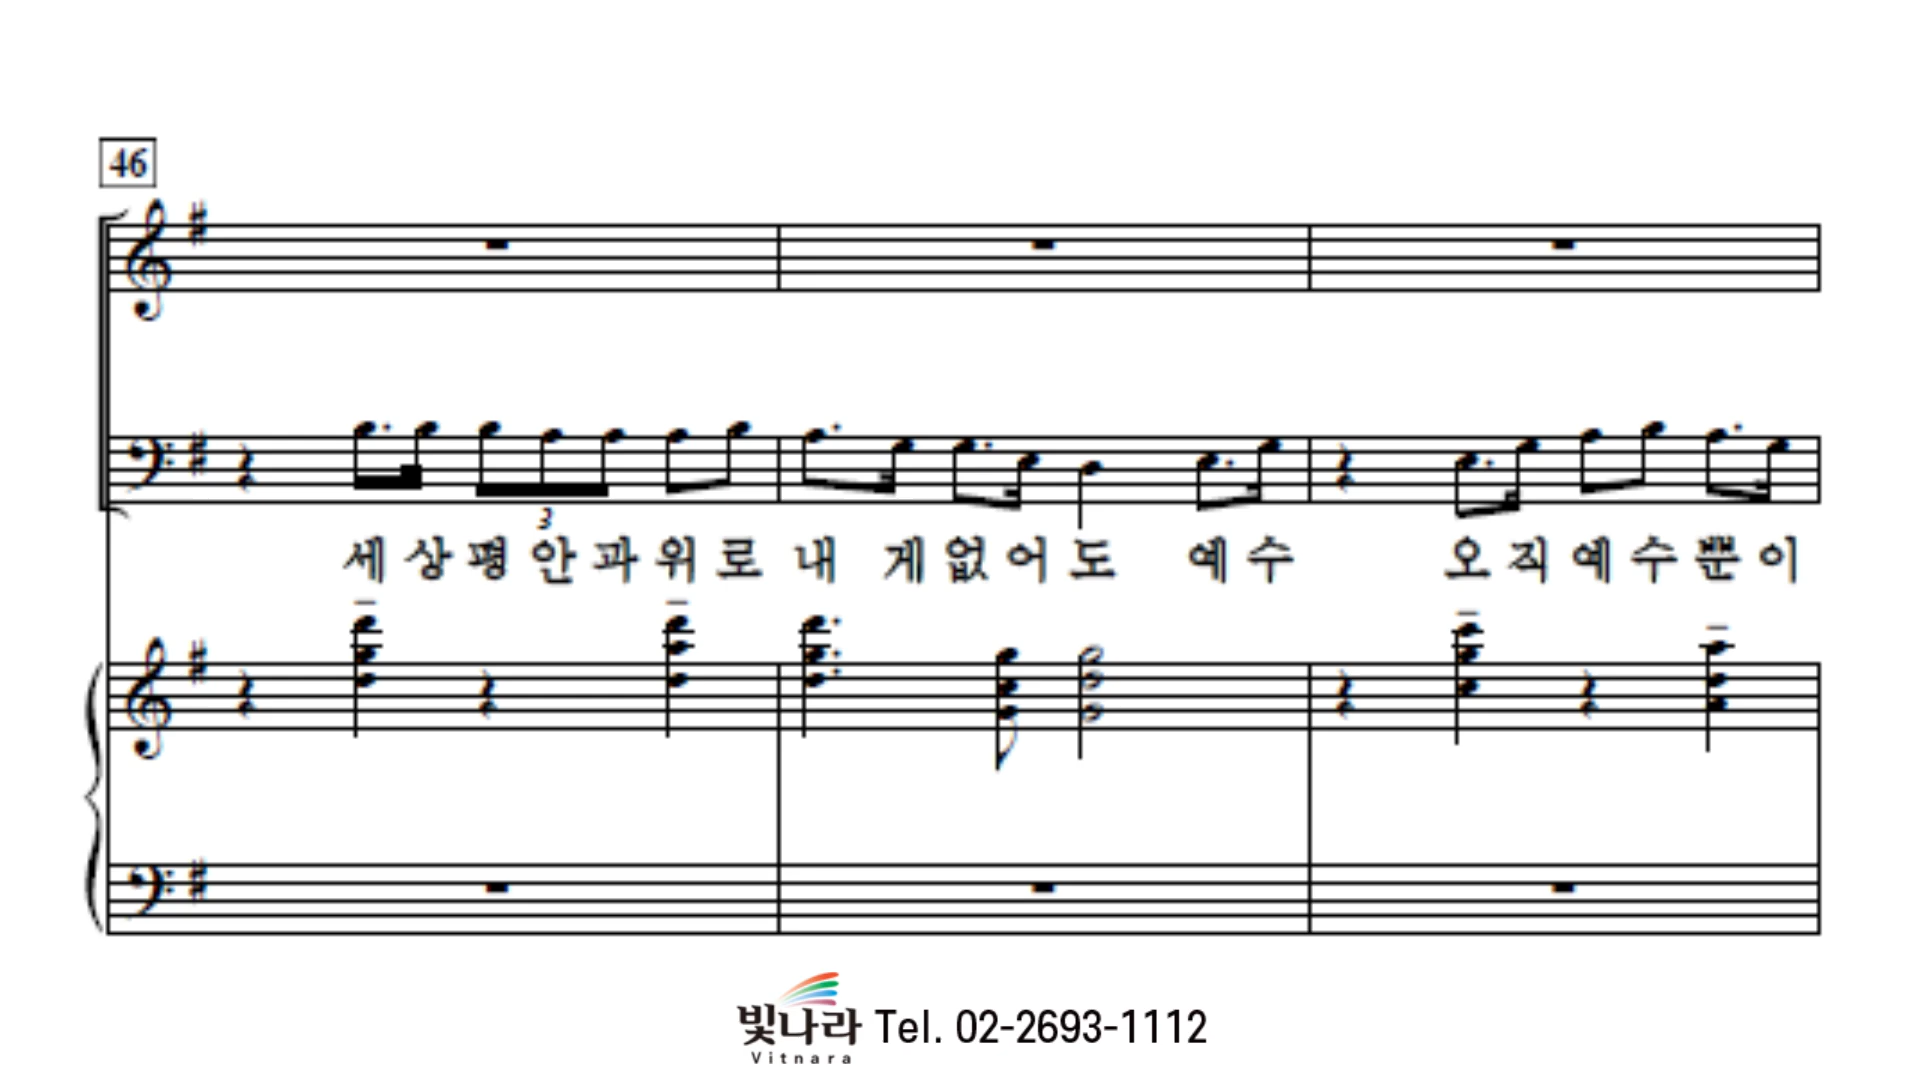 46
3
세 상 평 안 과 위 로 내 게 없 어 도 예 수 오 직 예 수 뿐 이
빛나라 Tel. 02-2693-1112
Vitnara